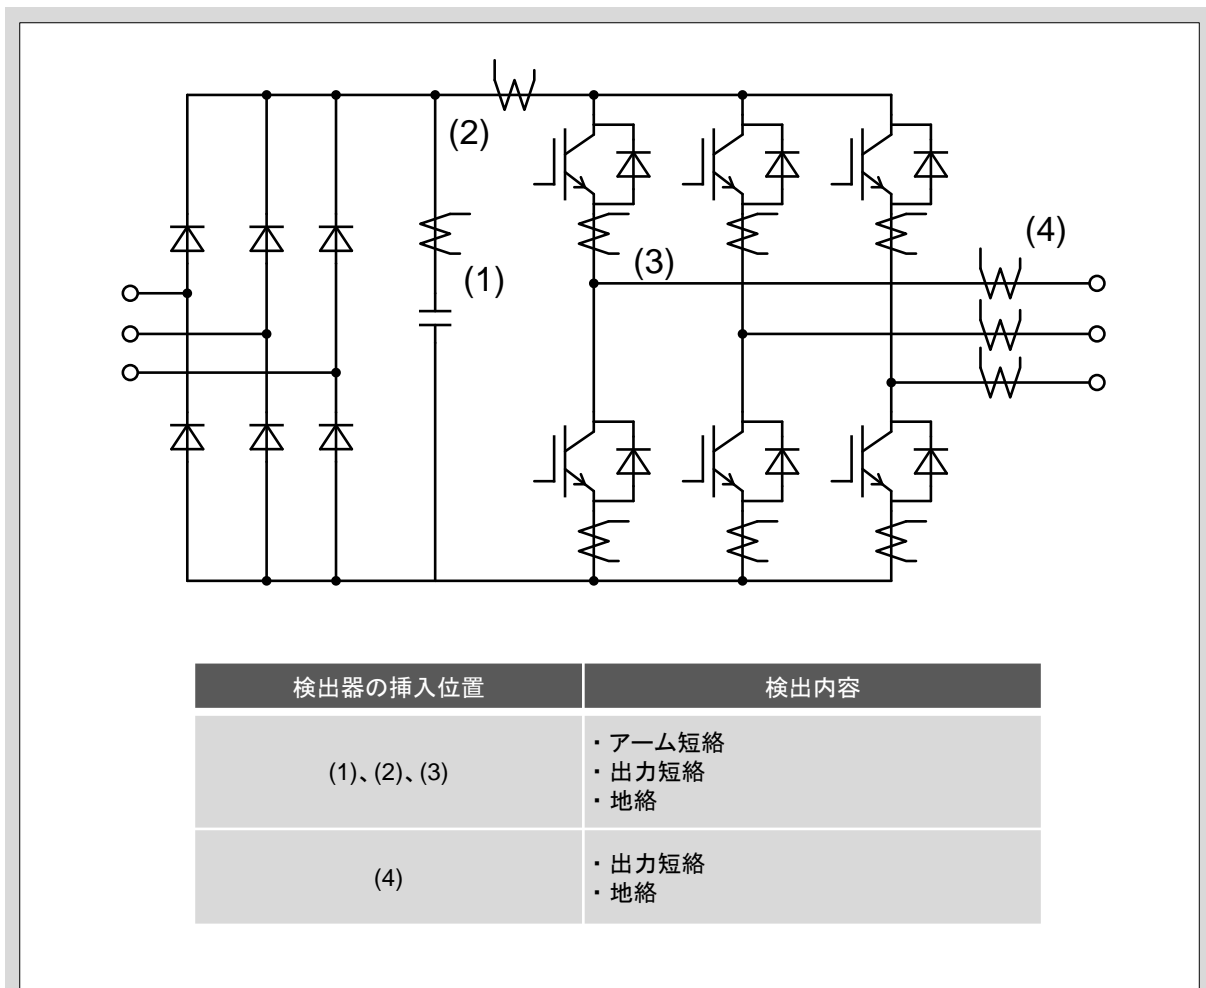 (2)
(4)
(3)
(1)
検出器の挿入位置
検出内容
(1)、(2)、(3)
・ アーム短絡
・ 出力短絡
・ 地絡
(4)
・ 出力短絡
・ 地絡